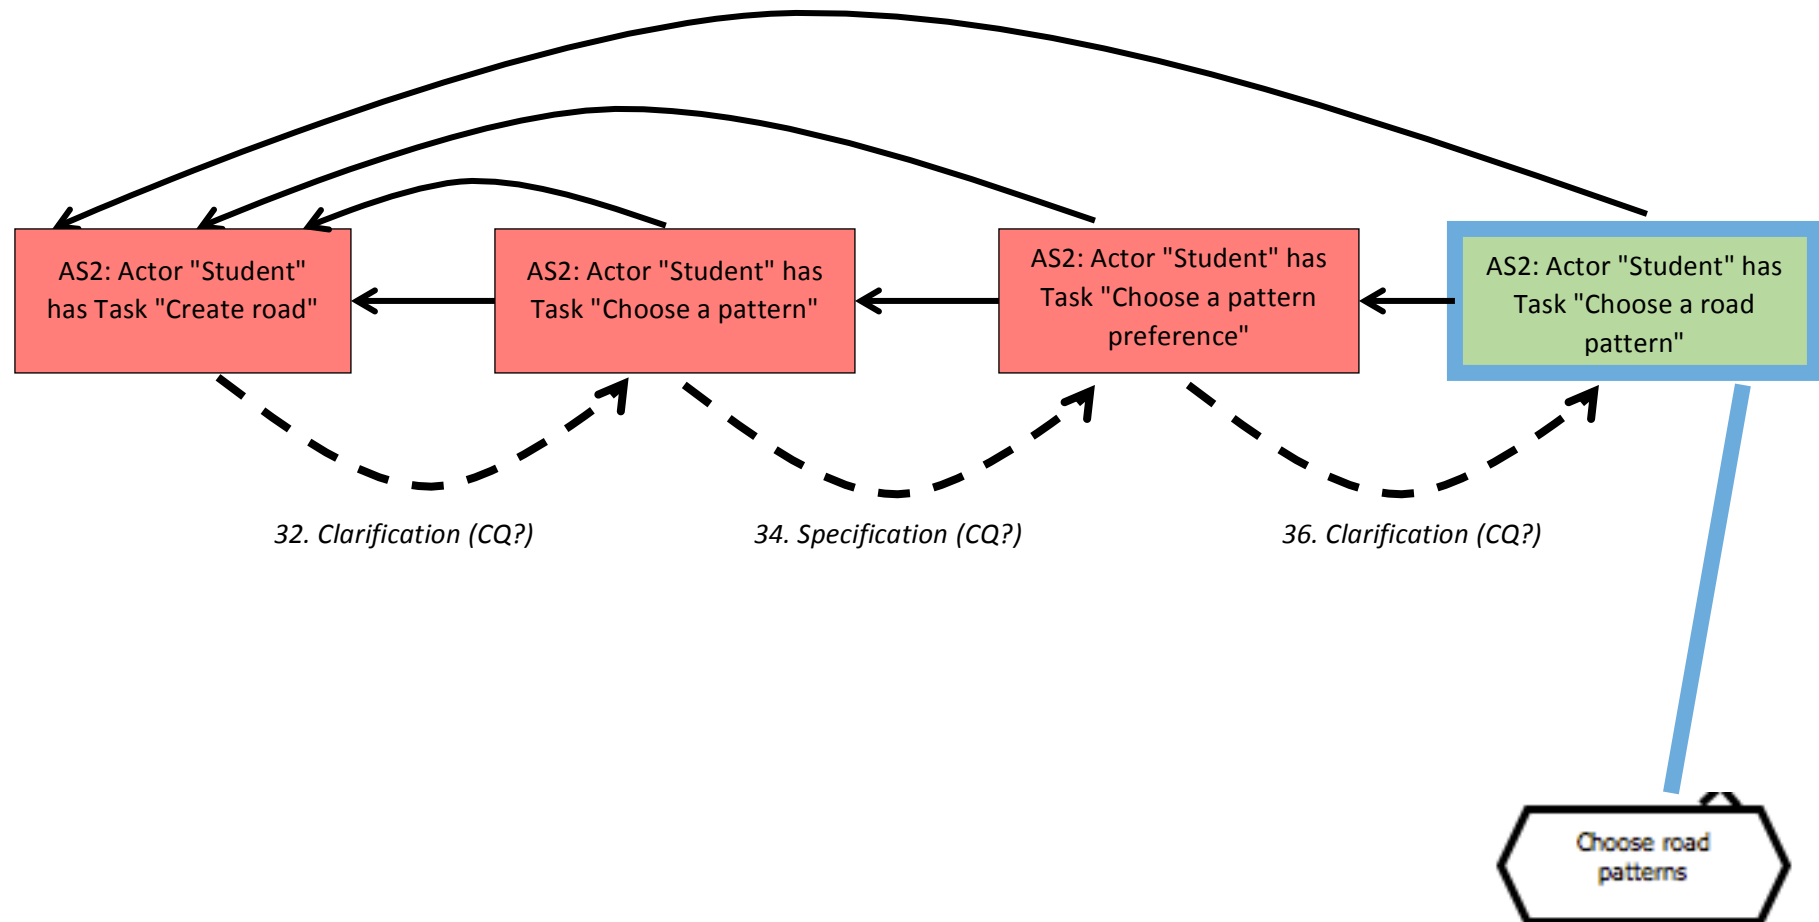 AS2: Actor "Student"
has Task "Create road"
AS2: Actor "Student" has
Task "Choose a pattern"
AS2: Actor "Student" has
Task "Choose a pattern
preference"
AS2: Actor "Student" has
Task "Choose a road
pattern"
32. Clarification (CQ?)
34. Specification (CQ?)
36. Clarification (CQ?)
Choose road
patterns